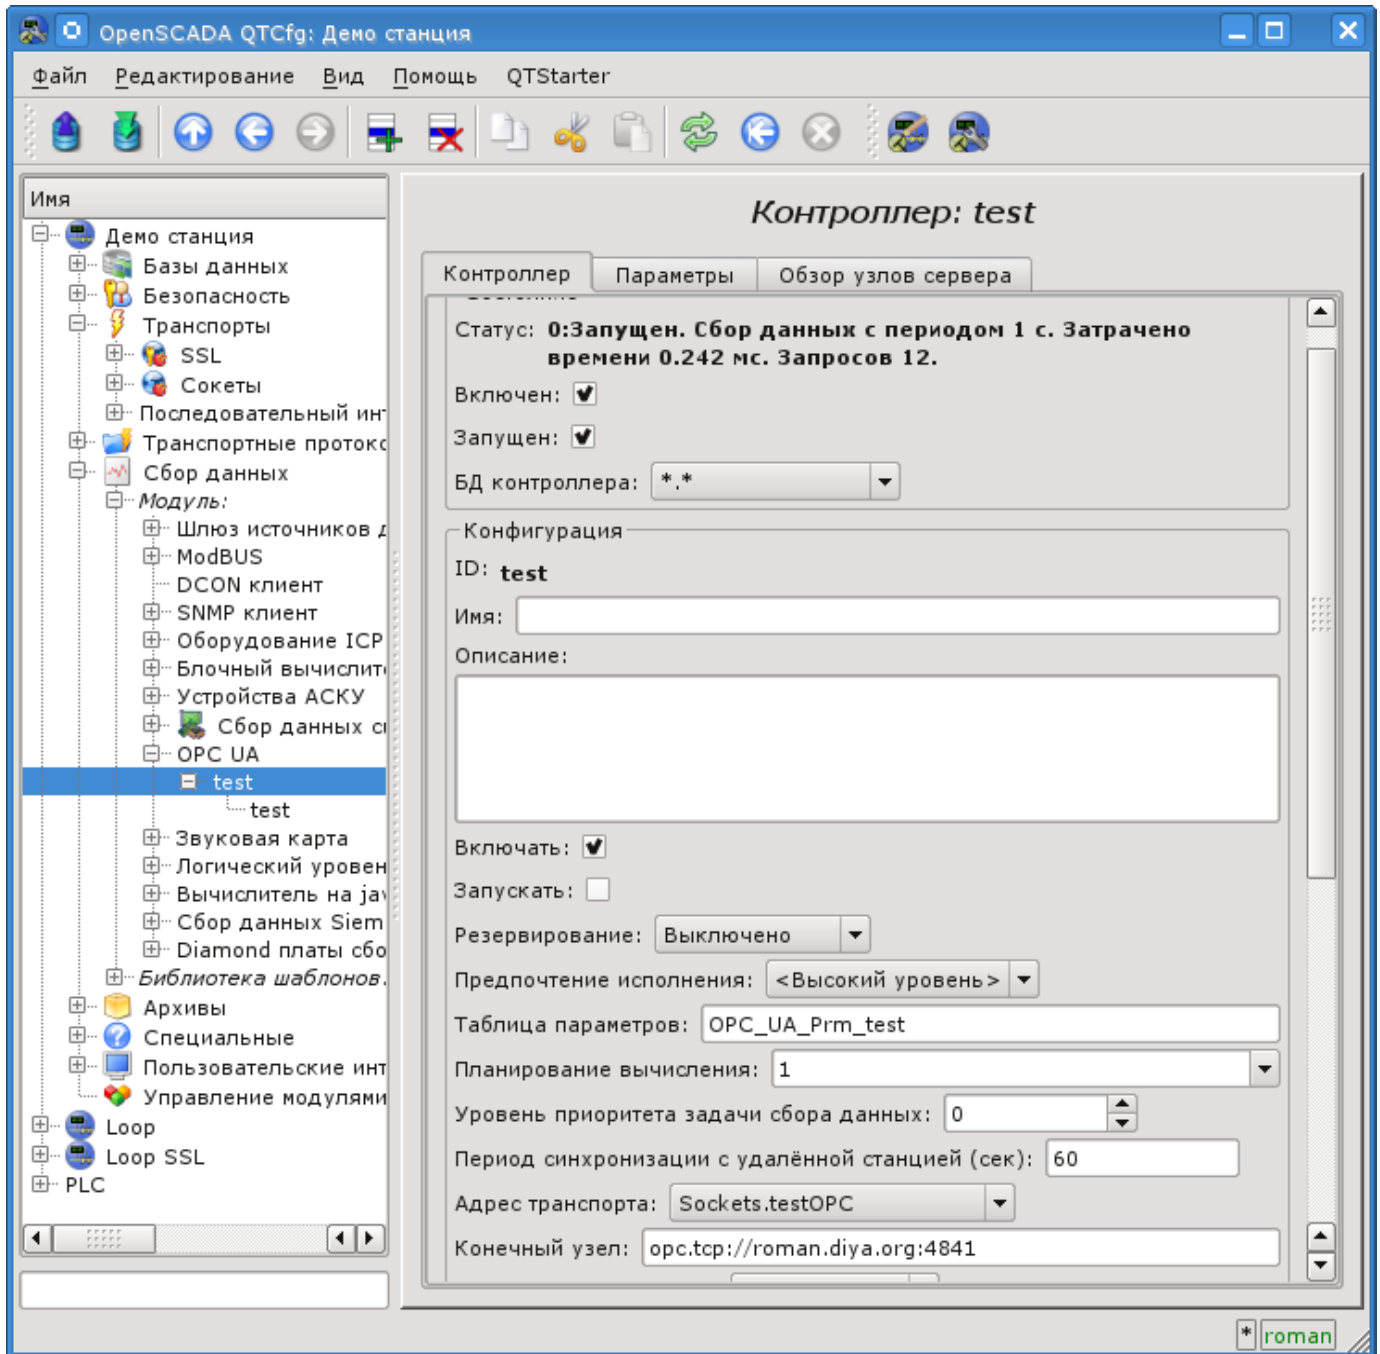 OpenSCADA QTCfg: Демо станция
Файл Редактирование Вид Помощь QTStarter
Имя
Демо станция
Базы данных
Безопасность
Транспорты
SSL
Сокеты
Последовательный инт
Транспортные протоко
Сбор данных
Модуль:
Шлюз источников д
ModBUS
DCON клиент
SNMP клиент
Оборудование ICP
Блочный вычислит
Устройства АСКУ
Сбор данных си
OPC UA
test
test
Звуковая карта
Логический уровен
Вычислитель на jav
Сбор данных Siem
Diamond платы сбо
Библиотека шаблонов.
Архивы
Специальные
Пользовательские инт
Управление модулями
Loop
Loop SSL
PLC
Контроллер: test
Контроллер Параметры Обзор узлов сервера
Статус: 0:Запущен. Сбор данных с периодом 1 с. Затрачено
времени 0.242 мс. Запросов 12.
Включен:
Запущен:
БД контроллера: *.*
Конфигурация
ID: test
Имя:
Описание:
Включать:
Запускать:
Резервирование: Выключено
Предпочтение исполнения: <Высокий уровень>
Таблица параметров: OPC_UA_Prm_test
Планирование вычисления: 1
Уровень приоритета задачи сбора данных: 0
Период синхронизации с удалённой станцией (сек): 60
Адрес транспорта: Sockets.testOPC
Конечный узел: opc.tcp://roman.diya.org:4841
* roman